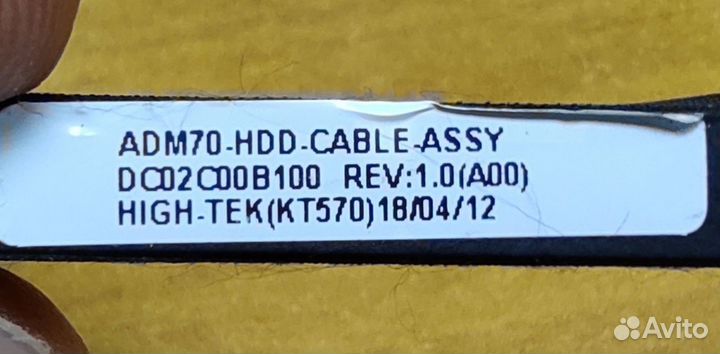 ADM70-HDD-CABLE-ASSY
DC02C00B100 REV:1.0(A00)
HIGH-TEK(KT570)18/04/12
Avito